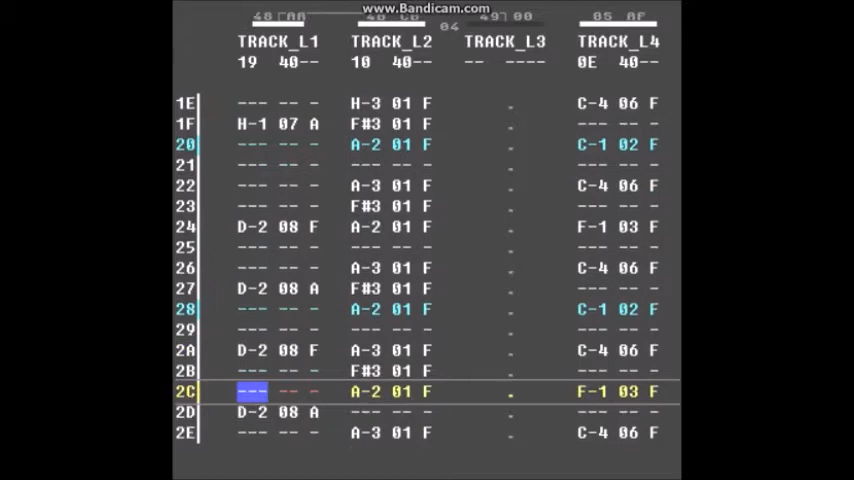 www.Bandicam.com
04
TRACK_L1 TRACK_L2 TRACK_L3 TRACK_L4
19 40-- 10 40-- -- ---- 0E 40--
1E --- -- - H-3 01 F . C-4 06 F
1F H-1 07 A F#3 01 F . --- -- -
20 --- -- - A-2 01 F . C-1 02 F
21 --- -- - --- -- - . --- -- -
22 --- -- - A-3 01 F . C-4 06 F
23 --- -- - F#3 01 F . --- -- -
24 D-2 08 F A-2 01 F . F-1 03 F
25 --- -- - --- -- - . --- -- -
26 --- -- - A-3 01 F . C-4 06 F
27 D-2 08 A F#3 01 F . --- -- -
28 --- -- - A-2 01 F . C-1 02 F
29 --- -- - --- -- - . --- -- -
2A D-2 08 F A-3 01 F . C-4 06 F
2B --- -- - F#3 01 F . --- -- -
2C --- -- - A-2 01 F . F-1 03 F
2D D-2 08 A --- -- - . --- -- -
2E --- -- - A-3 01 F . C-4 06 F